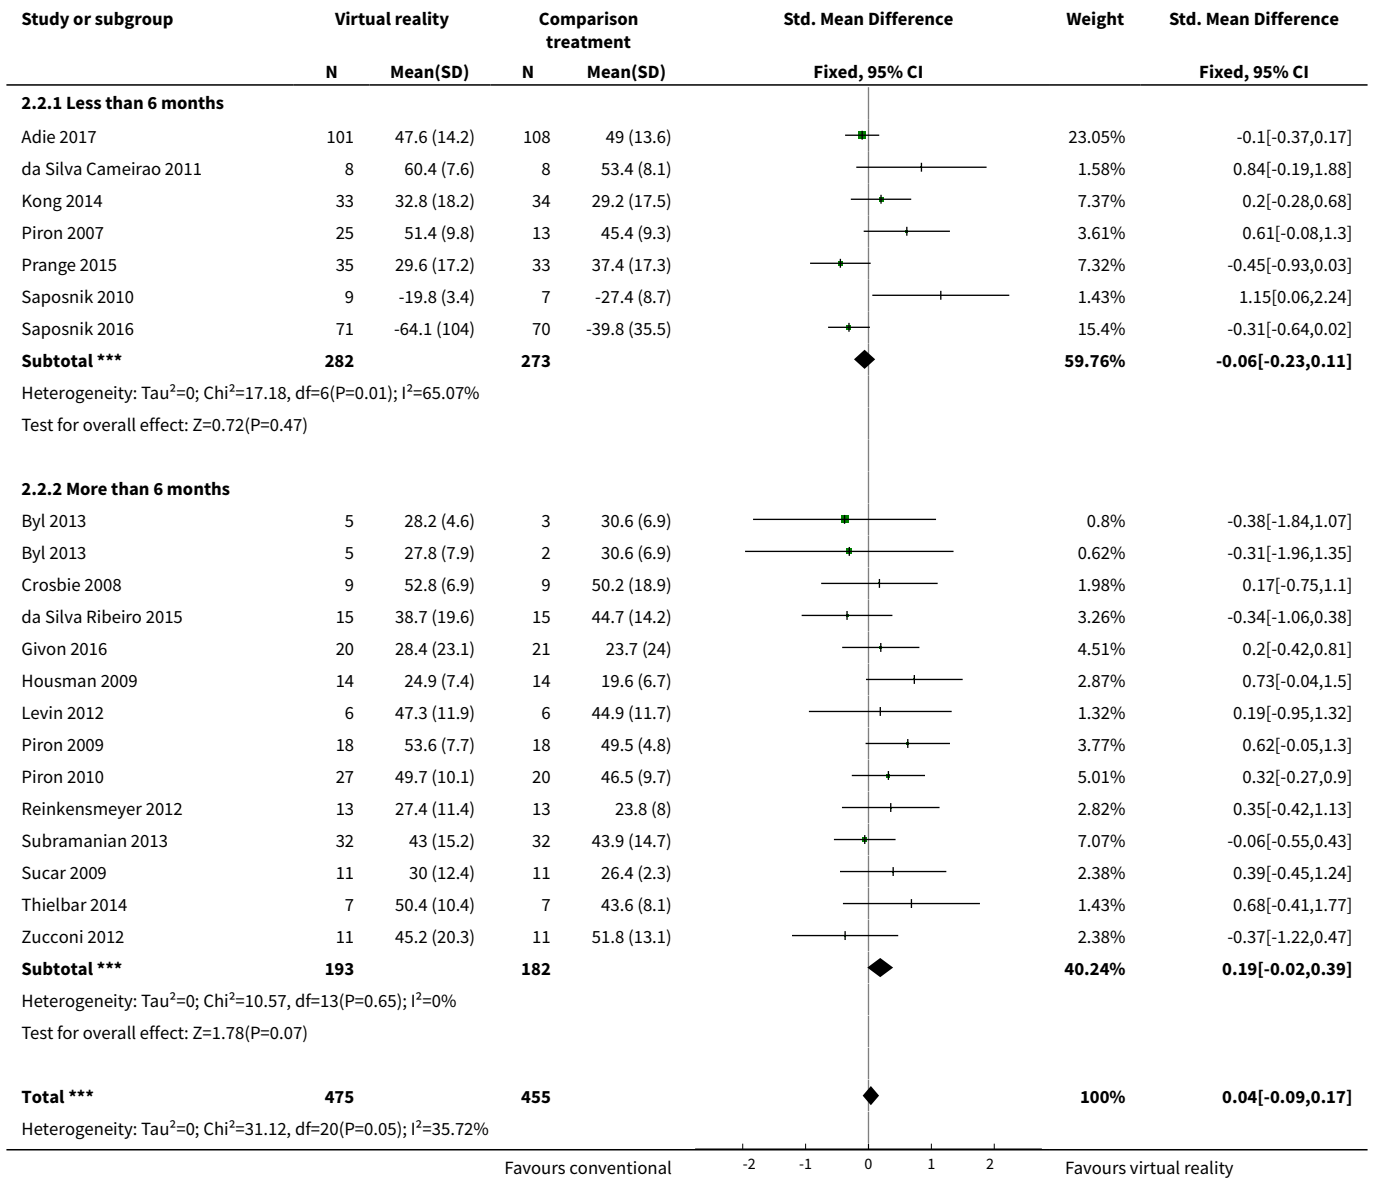 Study or subgroup Virtual reality Comparison treatment Std. Mean Difference Weight Std. Mean Difference
N Mean(SD) N Mean(SD) Fixed, 95% CI Fixed, 95% CI
2.2.1 Less than 6 months
Adie 2017 101 47.6 (14.2) 108 49 (13.6) 23.05% -0.1[-0.37,0.17]
da Silva Cameirao 2011 8 60.4 (7.6) 8 53.4 (8.1) 1.58% 0.84[-0.19,1.88]
Kong 2014 33 32.8 (18.2) 34 29.2 (17.5) 7.37% 0.2[-0.28,0.68]
Piron 2007 25 51.4 (9.8) 13 45.4 (9.3) 3.61% 0.61[-0.08,1.3]
Prange 2015 35 29.6 (17.2) 33 37.4 (17.3) 7.32% -0.45[-0.93,0.03]
Saposnik 2010 9 -19.8 (3.4) 7 -27.4 (8.7) 1.43% 1.15[0.06,2.24]
Saposnik 2016 71 -64.1 (104) 70 -39.8 (35.5) 15.4% -0.31[-0.64,0.02]
Subtotal *** 282 273 59.76% -0.06[-0.23,0.11]
Heterogeneity: Tau²=0; Chi²=17.18, df=6(P=0.01); I²=65.07%
Test for overall effect: Z=0.72(P=0.47)
2.2.2 More than 6 months
Byl 2013 5 28.2 (4.6) 3 30.6 (6.9) 0.8% -0.38[-1.84,1.07]
Byl 2013 5 27.8 (7.9) 2 30.6 (6.9) 0.62% -0.31[-1.96,1.35]
Crosbie 2008 9 52.8 (6.9) 9 50.2 (18.9) 1.98% 0.17[-0.75,1.1]
da Silva Ribeiro 2015 15 38.7 (19.6) 15 44.7 (14.2) 3.26% -0.34[-1.06,0.38]
Givon 2016 20 28.4 (23.1) 21 23.7 (24) 4.51% 0.2[-0.42,0.81]
Housman 2009 14 24.9 (7.4) 14 19.6 (6.7) 2.87% 0.73[-0.04,1.5]
Levin 2012 6 47.3 (11.9) 6 44.9 (11.7) 1.32% 0.19[-0.95,1.32]
Piron 2009 18 53.6 (7.7) 18 49.5 (4.8) 3.77% 0.62[-0.05,1.3]
Piron 2010 27 49.7 (10.1) 20 46.5 (9.7) 5.01% 0.32[-0.27,0.9]
Reinkensmeyer 2012 13 27.4 (11.4) 13 23.8 (8) 2.82% 0.35[-0.42,1.13]
Subramanian 2013 32 43 (15.2) 32 43.9 (14.7) 7.07% -0.06[-0.55,0.43]
Sucar 2009 11 30 (12.4) 11 26.4 (2.3) 2.38% 0.39[-0.45,1.24]
Thielbar 2014 7 50.4 (10.4) 7 43.6 (8.1) 1.43% 0.68[-0.41,1.77]
Zucconi 2012 11 45.2 (20.3) 11 51.8 (13.1) 2.38% -0.37[-1.22,0.47]
Subtotal *** 193 182 40.24% 0.19[-0.02,0.39]
Heterogeneity: Tau²=0; Chi²=10.57, df=13(P=0.65); I²=0%
Test for overall effect: Z=1.78(P=0.07)
Total *** 475 455 100% 0.04[-0.09,0.17]
Heterogeneity: Tau²=0; Chi²=31.12, df=20(P=0.05); I²=35.72%
Favours conventional -2 -1 0 1 2 Favours virtual reality